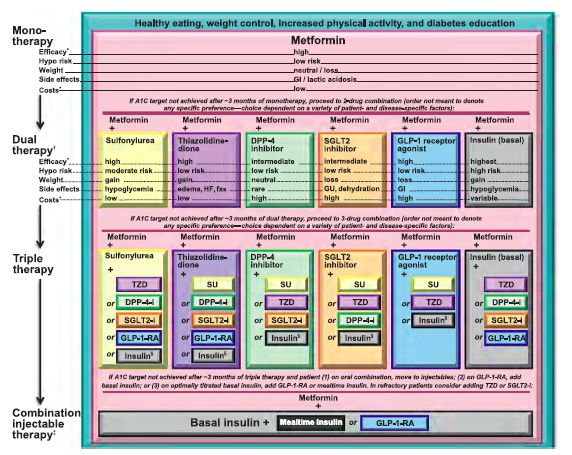 Healthy eating, weight control, increased physical activity, and diabetes education
Mono-
therapy
Metformin
Efficacy* high
Hypo risk low risk
Weight neutral / loss
Side effects GI / lactic acidosis
Costs* low
If A1C target not achieved after ~3 months of monotherapy, proceed to 2-drug combination (order not meant to denote
any specific preference—choice dependent on a variety of patient- and disease-specific factors):
Metformin + Metformin + Metformin + Metformin + Metformin + Metformin +
Dual
therapy†
Sulfonylurea Thiazolidine-dione DPP-4 inhibitor SGLT2 inhibitor GLP-1 receptor agonist Insulin (basal)
Efficacy* high high intermediate intermediate high highest
Hypo risk moderate risk low risk low risk low risk low risk high risk
Weight gain gain neutral loss loss gain
Side effects hypoglycemia edema, HF, fxs rare GU, dehydration GI hypoglycemia
Costs* low low high high high variable
If A1C target not achieved after ~3 months of dual therapy, proceed to 3-drug combination (order not meant to denote
any specific preference—choice dependent on a variety of patient- and disease-specific factors):
Metformin + Metformin + Metformin + Metformin + Metformin + Metformin +
Triple
therapy
Sulfonylurea + Thiazolidine-dione + DPP-4 inhibitor + SGLT2 inhibitor + GLP-1 receptor agonist + Insulin (basal) +
TZD SU SU SU SU TZD
or DPP-4-i or DPP-4-i or TZD or TZD or TZD or DPP-4-i
or SGLT2-i or SGLT2-i or SGLT2-i or DPP-4-i or Insulin§ or SGLT2-i
or GLP-1-RA or GLP-1-RA or Insulin§ or Insulin§ or GLP-1-RA
or Insulin§ or Insulin§
If A1C target not achieved after ~3 months of triple therapy and patient (1) on oral combination, move to injectables; (2) on GLP-1-RA, add
basal insulin; or (3) on optimally titrated basal insulin, add GLP-1-RA or mealtime insulin. In refractory patients consider adding TZD or SGLT2-i:
Metformin
+
Combination
injectable
therapy‡
Basal insulin + Mealtime Insulin or GLP-1-RA